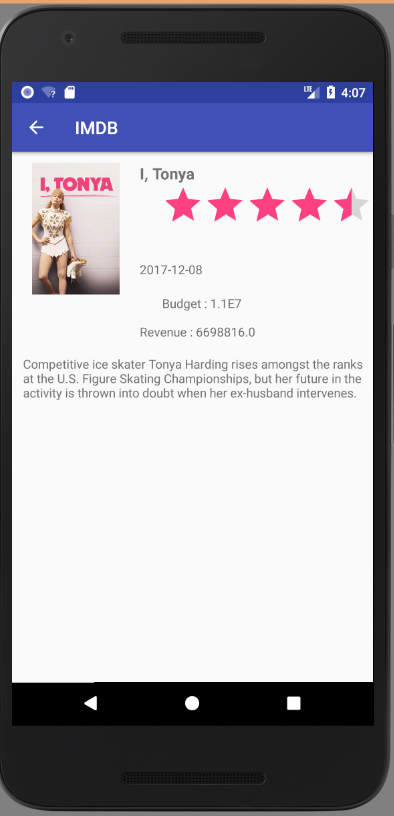 LTE 4:07
IMDB
I, TONYA
I, Tonya
2017-12-08
Budget : 1.1E7
Revenue : 6698816.0
Competitive ice skater Tonya Harding rises amongst the ranks
at the U.S. Figure Skating Championships, but her future in the
activity is thrown into doubt when her ex-husband intervenes.